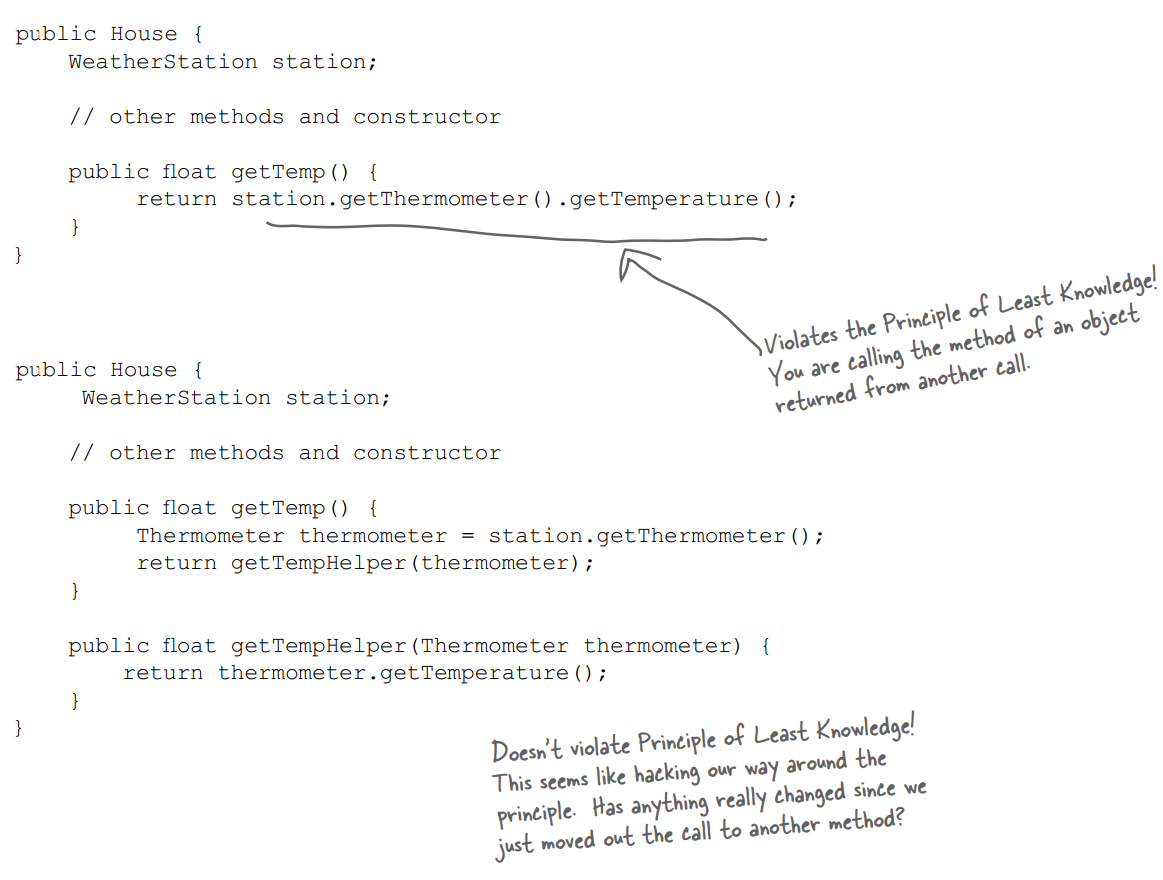 public House {
WeatherStation station;
// other methods and constructor
public float getTemp() {
return station.getThermometer().getTemperature();
}
}
Violates the Principle of Least Knowledge!
You are calling the method of an object
returned from another call.
public House {
WeatherStation station;
// other methods and constructor
public float getTemp() {
Thermometer thermometer = station.getThermometer();
return getTempHelper(thermometer);
}
public float getTempHelper(Thermometer thermometer) {
return thermometer.getTemperature();
}
}
Doesn't violate Principle of Least Knowledge!
This seems like hacking our way around the
principle. Has anything really changed since we
just moved out the call to another method?